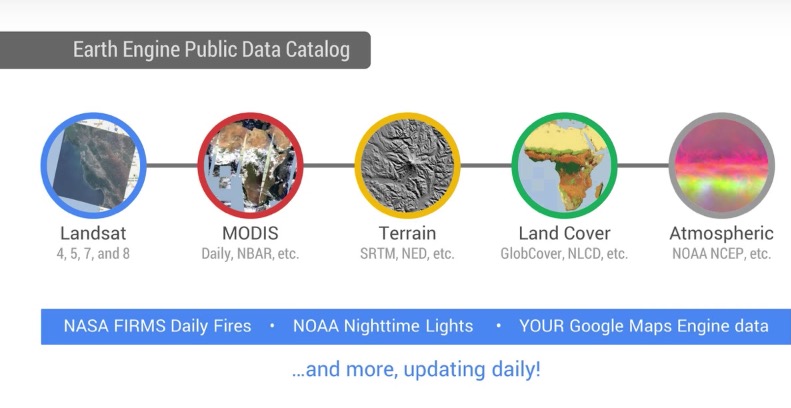 Earth Engine Public Data Catalog
Landsat
4, 5, 7, and 8
MODIS
Daily, NBAR, etc.
Terrain
SRTM, NED, etc.
Land Cover
GlobCover, NLCD, etc.
Atmospheric
NOAA NCEP, etc.
NASA FIRMS Daily Fires • NOAA Nighttime Lights • YOUR Google Maps Engine data
...and more, updating daily!